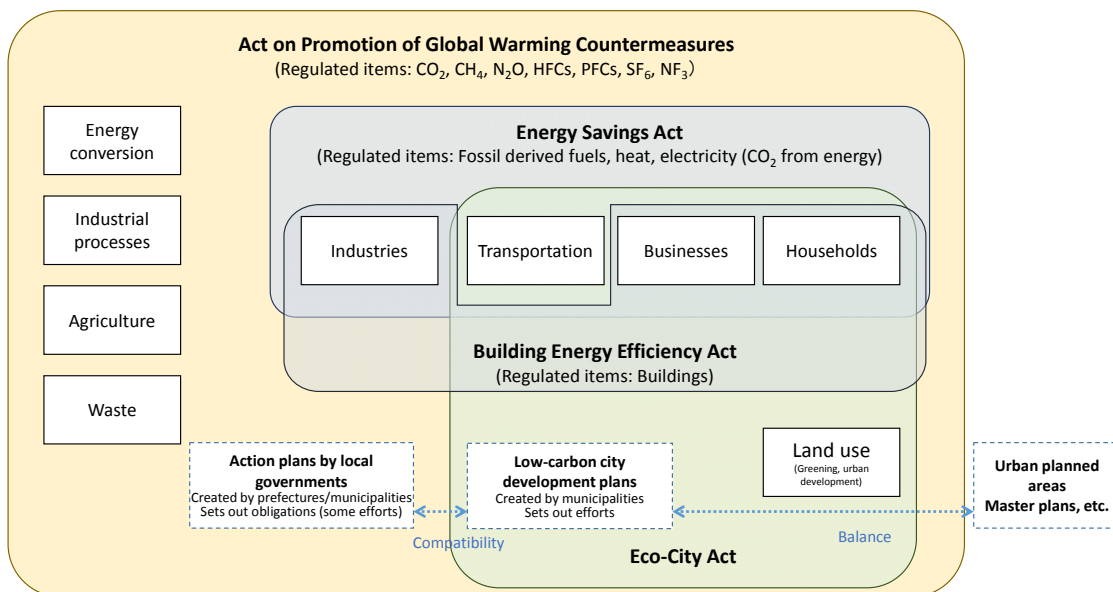 Act on Promotion of Global Warming Countermeasures
(Regulated items: CO₂, CH₄, N₂O, HFCs, PFCs, SF₆, NF₃）
Energy
conversion
Industrial
processes
Agriculture
Waste
Energy Savings Act
(Regulated items: Fossil derived fuels, heat, electricity (CO₂ from energy)
Industries
Transportation
Businesses
Households
Building Energy Efficiency Act
(Regulated items: Buildings)
Action plans by local
governments
Created by prefectures/municipalities
Sets out obligations (some efforts)
Compatibility
Low-carbon city
development plans
Created by municipalities
Sets out efforts
Land use
(Greening, urban
development)
Balance
Urban planned
areas
Master plans, etc.
Eco-City Act